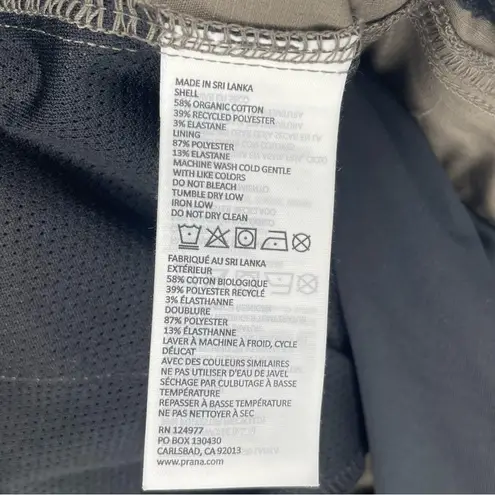 MADE IN SRI LANKA
SHELL
58% ORGANIC COTTON
39% RECYCLED POLYESTER
3% ELASTANE
LINING
87% POLYESTER
13% ELASTANE
MACHINE WASH COLD GENTLE
WITH LIKE COLORS
DO NOT BLEACH
TUMBLE DRY LOW
IRON LOW
DO NOT DRY CLEAN
FABRIQUÉ AU SRI LANKA
EXTÉRIEUR
58% COTON BIOLOGIQUE
39% POLYESTER RECYCLÉ
3% ÉLASTHANNE
DOUBLURE
87% POLYESTER
13% ÉLASTHANNE
LAVER À MACHINE À FROID, CYCLE
DÉLICAT
AVEC DES COULEURS SIMILAIRES
NE PAS UTILISER D'EAU DE JAVEL
SÉCHAGE PAR CULBUTAGE À BASSE
TEMPÉRATURE
REPASSER À BASSE TEMPÉRATURE
NE PAS NETTOYER À SEC
RN 124977
PO BOX 130430
CARLSBAD, CA 92013
www.prana.com